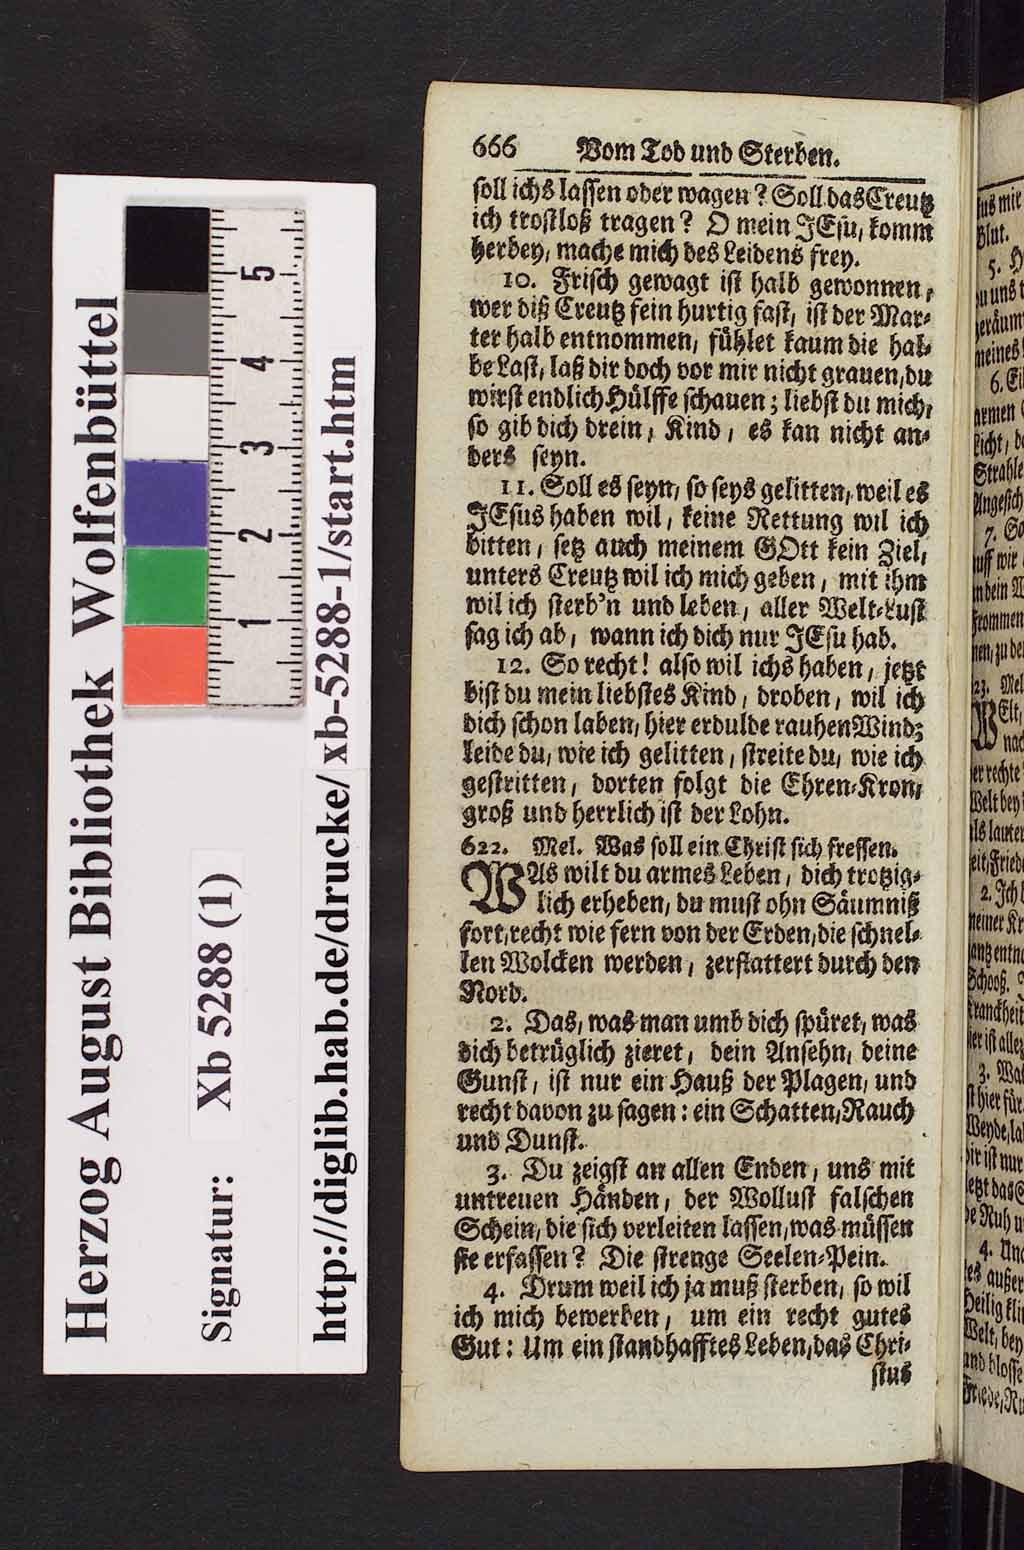 Herzog August Bibliothek Wolfenbüttel
Signatur: Xb 5288 (1)
http://diglib.hab.de/drucke/xb-5288-1/start.htm
5
4
3
2
1
666 Vom Tod und Sterben.
soll ichs lassen oder wagen? Soll das Creutz
ich trostloß tragen? O mein JEsu, komm
herbey, mache mich des Leidens frey.
10. Frisch gewagt ist halb gewonnen,
wer diß Creutz fein hurtig fast, ist der Mar-
ter halb entnommen, fühlet kaum die hal-
be Last, laß dir doch vor mir nicht grauen, du
wirst endlich Hülffe schauen; liebst du mich,
so gib dich drein, Kind, es kan nicht an-
ders seyn.
11. Soll es seyn, so seys gelitten, weil es
JEsus haben wil, keine Rettung wil ich
bitten, setz auch meinem GOtt kein Ziel,
unters Creutz wil ich mich geben, mit ihm
wil ich sterb'n und leben, aller Welt-Lust
sag ich ab, wann ich dich nur JEsu hab.
12. So recht! also wil ichs haben, jetzt
bist du mein liebstes Kind, droben, wil ich
dich schon laben, hier erdulde rauhen Wind;
leide du, wie ich gelitten, streite du, wie ich
gestritten, dorten folgt die Ehren-Kron,
groß und herrlich ist der Lohn.
622. Mel. Was soll ein Christ sich fressen.
WAs wilt du armes Leben, dich trotzig-
lich erheben, du must ohn Säumniß
fort, recht wie fern von der Erden, die schnel-
len Wolcken werden, zerflattert durch den
Nord.
2. Das, was man umb dich spüret, was
dich betrüglich zieret, dein Ansehn, deine
Gunst, ist nur ein Hauß der Plagen, und
recht davon zu sagen: ein Schatten, Rauch
und Dunst.
3. Du zeigst an allen Enden, uns mit
untreuen Händen, der Wollust falschen
Schein, die sich verleiten lassen, was müssen
sie erfassen? Die strenge Seelen-Pein.
4. Drum weil ich ja muß sterben, so wil
ich mich bewerben, um ein recht gutes
Gut: Um ein standhafftes Leben, das Chri-
stus